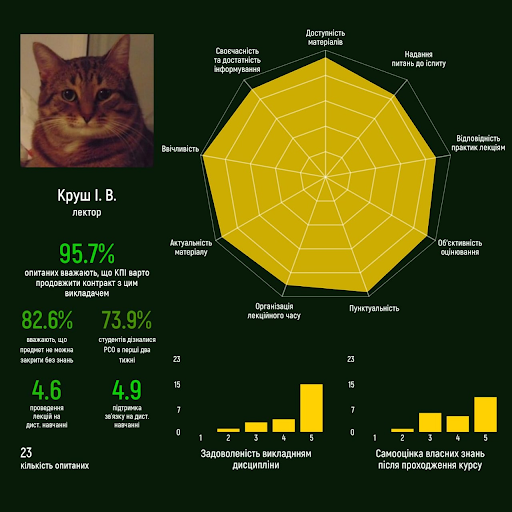 Круш І. В.
лектор
95.7%
опитаних вважають, що КПІ варто
продовжити контракт з цим
викладачем
82.6%
вважають, що
предмет не можна
закрити без знань
73.9%
студентів дізналися
РСО в перші два
тижні
4.6
проведення
лекцій на
дист. навчанні
4.9
підтримка
зв'язку на дист.
навчанні
23
кількість опитаних
Доступність
матеріалів
Надання
питань до іспиту
Відповідність
практик лекціям
Об'єктивність
оцінювання
Пунктуальність
Організація
лекційного часу
Актуальність
матеріалу
Ввічливість
Своєчасність
та достатність
інформування
23
15
7
0
1 2 3 4 5
Задоволеність викладнням
дисципліни
23
15
7
0
1 2 3 4 5
Самооцінка власних знань
після проходження курсу